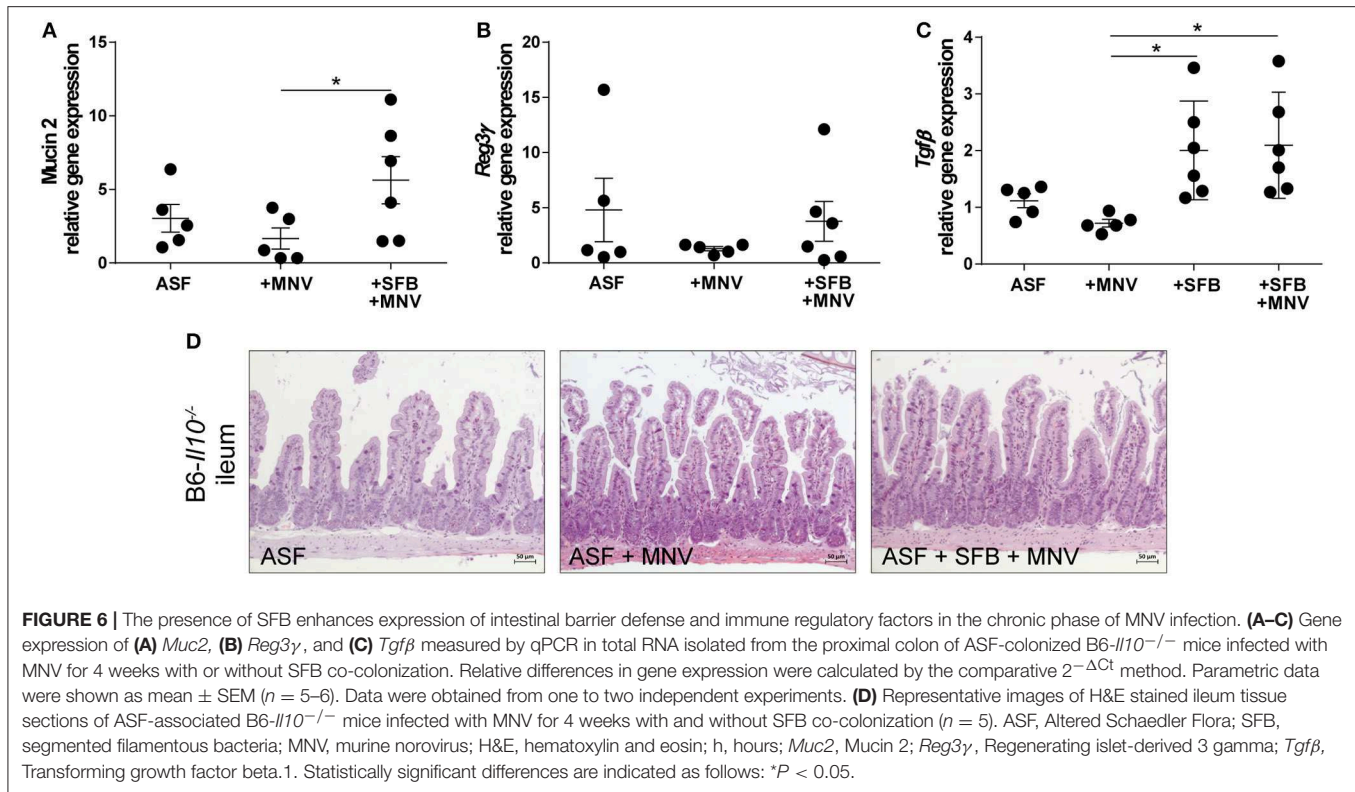 A
15
10
5
0
Mucin 2
relative gene expression
*
ASF
+MNV
+SFB
+MNV
B
20
15
10
5
0
Reg3γ
relative gene expression
ASF
+MNV
+SFB
+MNV
C
4
3
2
1
0
Tgfβ
relative gene expression
*
*
ASF
+MNV
+SFB
+SFB
+MNV
D
B6-Il10-/-
ileum
ASF
50 µm
ASF + MNV
50 µm
ASF + SFB + MNV
50 µm
FIGURE 6 | The presence of SFB enhances expression of intestinal barrier defense and immune regulatory factors in the chronic phase of MNV infection. (A–C) Gene
expression of (A) Muc2, (B) Reg3γ, and (C) Tgfβ measured by qPCR in total RNA isolated from the proximal colon of ASF-colonized B6-Il10−/− mice infected with
MNV for 4 weeks with or without SFB co-colonization. Relative differences in gene expression were calculated by the comparative 2−ΔCt method. Parametric data
were shown as mean ± SEM (n = 5–6). Data were obtained from one to two independent experiments. (D) Representative images of H&E stained ileum tissue
sections of ASF-associated B6-Il10−/− mice infected with MNV for 4 weeks with and without SFB co-colonization (n = 5). ASF, Altered Schaedler Flora; SFB,
segmented filamentous bacteria; MNV, murine norovirus; H&E, hematoxylin and eosin; h, hours; Muc2, Mucin 2; Reg3γ, Regenerating islet-derived 3 gamma; Tgfβ,
Transforming growth factor beta.1. Statistically significant differences are indicated as follows: *P < 0.05.